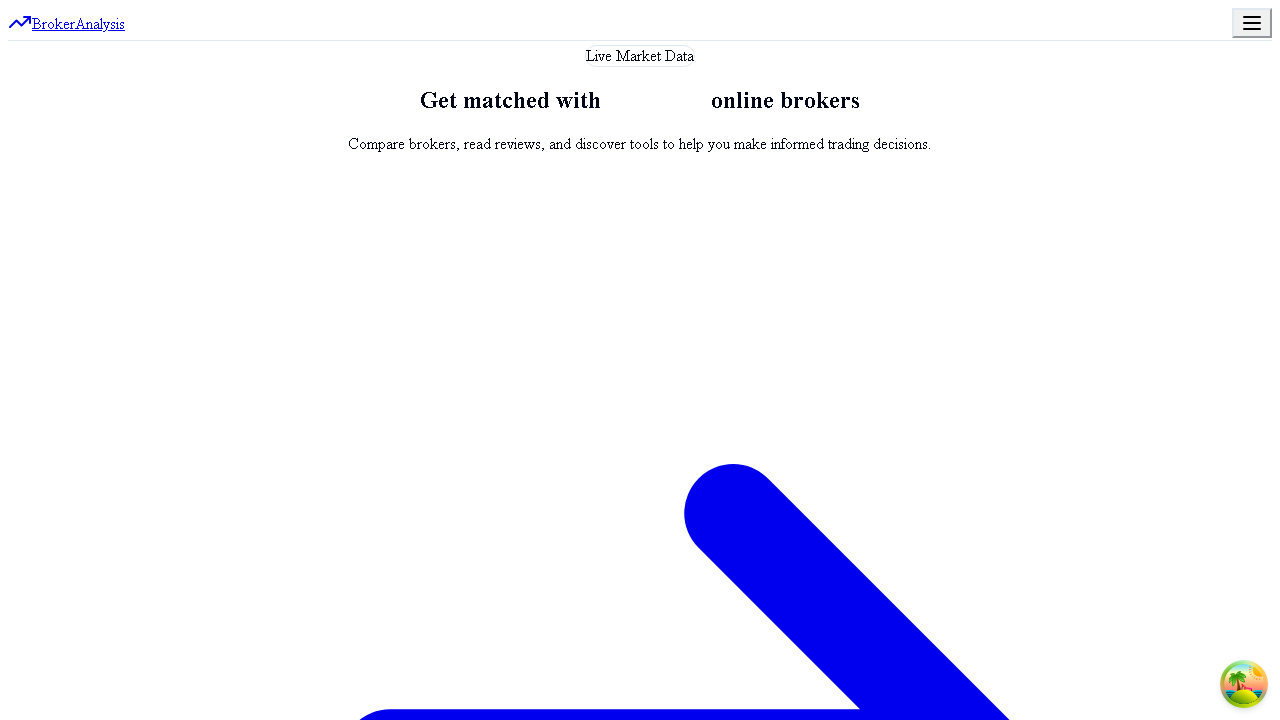 BrokerAnalysis
Live Market Data
Get matched with online brokers
Compare brokers, read reviews, and discover tools to help you make informed trading decisions.